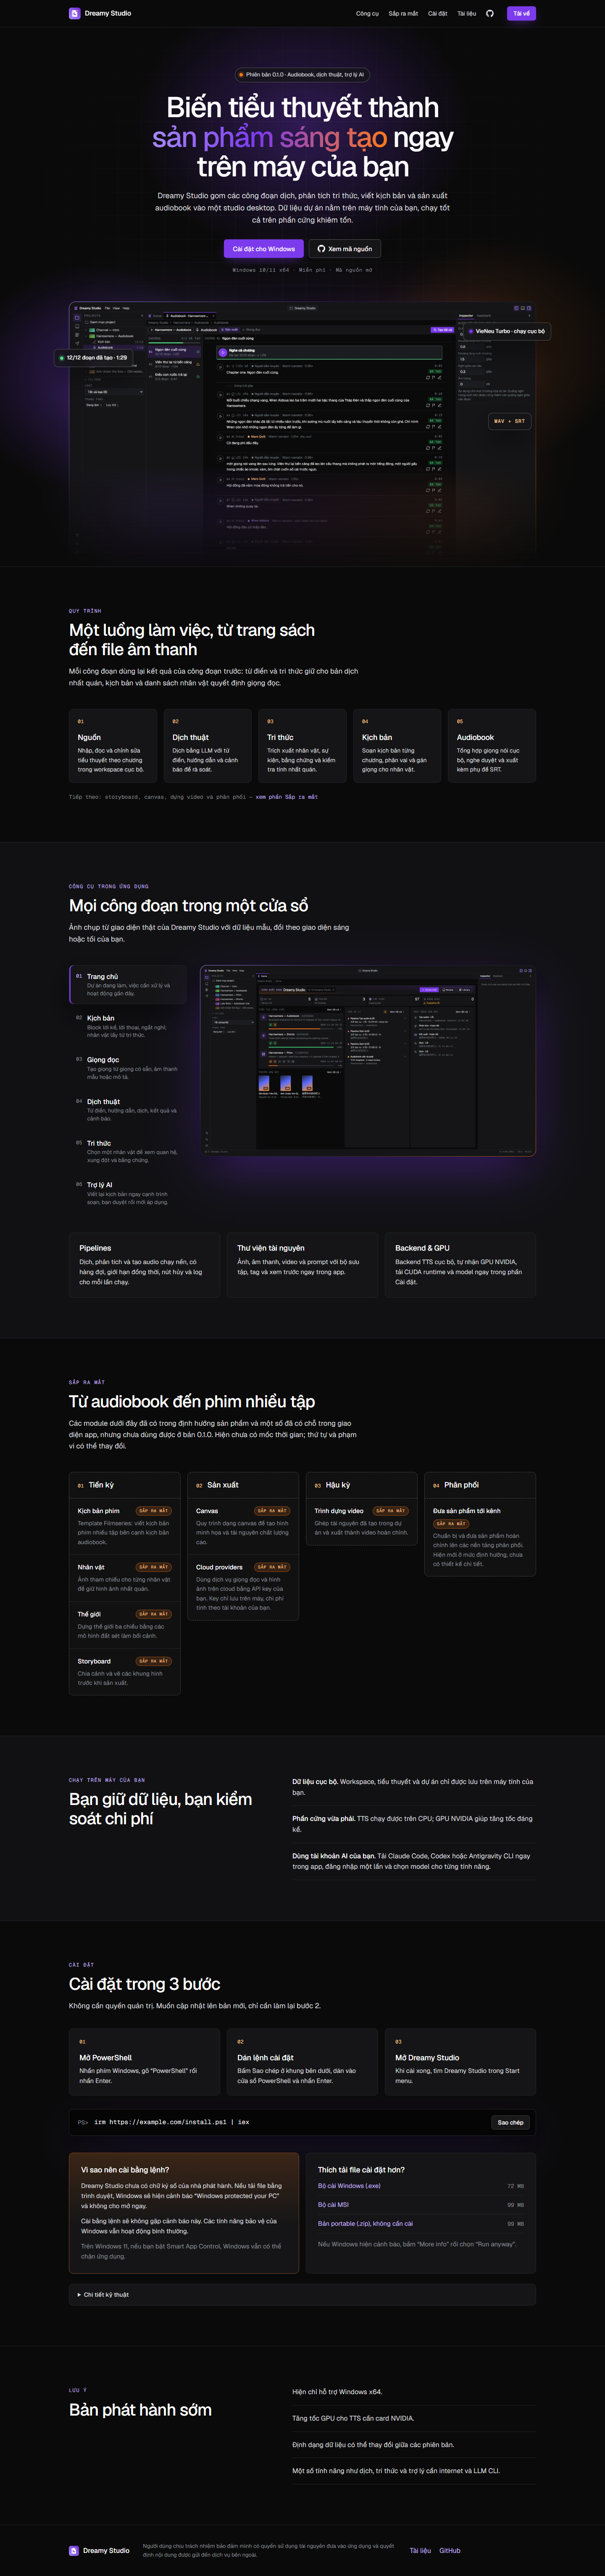 Dreamy Studio
Công cụ
Sắp ra mắt
Cài đặt
Tài liệu
Tải về
Phiên bản 0.1.0 · Audiobook, dịch thuật, trợ lý AI
Biến tiểu thuyết thành
sản phẩm sáng tạo ngay
trên máy của bạn
Dreamy Studio gom các công đoạn dịch, phân tích tri thức, viết kịch bản và sản xuất
audiobook vào một studio desktop. Dữ liệu dự án nằm trên máy tính của bạn, chạy tốt
cả trên phần cứng khiêm tốn.
Cài đặt cho Windows
Xem mã nguồn
Windows 10/11 x64 · Miễn phí · Mã nguồn mở
12/12 đoạn đã tạo · 1:29
VieNeu Turbo · chạy cục bộ
WAV + SRT
QUY TRÌNH
Một luồng làm việc, từ trang sách
đến file âm thanh
Mỗi công đoạn dùng lại kết quả của công đoạn trước: từ điển và tri thức giữ cho bản dịch
nhất quán, kịch bản và danh sách nhân vật quyết định giọng đọc.
01
Nguồn
Nhập, đọc và chỉnh sửa
tiểu thuyết theo chương
trong workspace cục bộ.
02
Dịch thuật
Dịch bằng LLM với từ
điển, hướng dẫn và cảnh
báo để rà soát.
03
Tri thức
Trích xuất nhân vật, sự
kiện, bằng chứng và kiểm
tra tính nhất quán.
04
Kịch bản
Soạn kịch bản từng
chương, phân vai và gán
giọng cho nhân vật.
05
Audiobook
Tổng hợp giọng nói cục
bộ, nghe duyệt và xuất
kèm phụ đề SRT.
Tiếp theo: storyboard, canvas, dựng video và phân phối — xem phần Sắp ra mắt
CÔNG CỤ TRONG ỨNG DỤNG
Mọi công đoạn trong một cửa sổ
Ảnh chụp từ giao diện thật của Dreamy Studio với dữ liệu mẫu, đổi theo giao diện sáng
hoặc tối của bạn.
01 Trang chủ
Dự án đang làm, việc cần xử lý và
hoạt động gần đây.
02 Kịch bản
Block lời kể, lời thoại, ngắt nghỉ;
nhân vật lấy từ tri thức.
03 Giọng đọc
Tạo giọng từ giọng có sẵn, âm thanh
mẫu hoặc mô tả.
04 Dịch thuật
Từ điển, hướng dẫn, dịch, kết quả và
cảnh báo.
05 Tri thức
Chọn một nhân vật để xem quan hệ,
xung đột và bằng chứng.
06 Trợ lý AI
Viết lại kịch bản ngay cạnh trình
soạn, bạn duyệt rồi mới áp dụng.
Pipelines
Dịch, phân tích và tạo audio chạy nền, có
hàng đợi, giới hạn đồng thời, nút hủy và log
cho mỗi lần chạy.
Thư viện tài nguyên
Ảnh, âm thanh, video và prompt với bộ sưu
tập, tag và xem trước ngay trong app.
Backend & GPU
Backend TTS cục bộ, tự nhận GPU NVIDIA,
tải CUDA runtime và model ngay trong phần
Cài đặt.
SẮP RA MẮT
Từ audiobook đến phim nhiều tập
Các module dưới đây đã có trong định hướng sản phẩm và một số đã có chỗ trong giao
diện app, nhưng chưa dùng được ở bản 0.1.0. Hiện chưa có mốc thời gian; thứ tự và phạm
vi có thể thay đổi.
01 Tiền kỳ
Kịch bản phim
SẮP RA MẮT
Template Filmseries: viết kịch bản
phim nhiều tập bên cạnh kịch bản
audiobook.
Nhân vật
SẮP RA MẮT
Ảnh tham chiếu cho từng nhân vật
để giữ hình ảnh nhất quán.
Thế giới
SẮP RA MẮT
Dựng thế giới ba chiều bằng các
mô hình đất sét làm bối cảnh.
Storyboard
SẮP RA MẮT
Chia cảnh và vẽ các khung hình
trước khi sản xuất.
02 Sản xuất
Canvas
SẮP RA MẮT
Quy trình dạng canvas để tạo hình
minh họa và tài nguyên chất lượng
cao.
Cloud providers
SẮP RA MẮT
Dùng dịch vụ giọng đọc và hình
ảnh trên cloud bằng API key của
bạn. Key chỉ lưu trên máy, chi phí
tính theo tài khoản của bạn.
03 Hậu kỳ
Trình dựng video
SẮP RA MẮT
Ghép tài nguyên đã tạo trong dự
án và xuất thành video hoàn chỉnh.
04 Phân phối
Đưa sản phẩm tới kênh
SẮP RA MẮT
Chuẩn bị và đưa sản phẩm hoàn
chỉnh lên các nền tảng phân phối.
Hiện mới ở mức định hướng, chưa
có thiết kế chi tiết.
CHẠY TRÊN MÁY CỦA BẠN
Bạn giữ dữ liệu, bạn kiểm
soát chi phí
Dữ liệu cục bộ. Workspace, tiểu thuyết và dự án chỉ được lưu trên máy tính của
bạn.
Phần cứng vừa phải. TTS chạy được trên CPU; GPU NVIDIA giúp tăng tốc đáng
kể.
Dùng tài khoản AI của bạn. Tải Claude Code, Codex hoặc Antigravity CLI ngay
trong app, đăng nhập một lần và chọn model cho từng tính năng.
CÀI ĐẶT
Cài đặt trong 3 bước
Không cần quyền quản trị. Muốn cập nhật lên bản mới, chỉ cần làm lại bước 2.
01
Mở PowerShell
Nhấn phím Windows, gõ “PowerShell” rồi
nhấn Enter.
02
Dán lệnh cài đặt
Bấm Sao chép ở khung bên dưới, dán vào
cửa sổ PowerShell và nhấn Enter.
03
Mở Dreamy Studio
Khi cài xong, tìm Dreamy Studio trong Start
menu.
PS> irm https://example.com/install.ps1 | iex
Sao chép
Vì sao nên cài bằng lệnh?
Dreamy Studio chưa có chữ ký số của nhà phát hành. Nếu tải file bằng
trình duyệt, Windows sẽ hiện cảnh báo “Windows protected your PC”
và không cho mở ngay.
Cài bằng lệnh sẽ không gặp cảnh báo này. Các tính năng bảo vệ của
Windows vẫn hoạt động bình thường.
Trên Windows 11, nếu bạn bật Smart App Control, Windows vẫn có thể
chặn ứng dụng.
Thích tải file cài đặt hơn?
Bộ cài Windows (.exe)
72 MB
Bộ cài MSI
99 MB
Bản portable (.zip), không cần cài
99 MB
Nếu Windows hiện cảnh báo, bấm “More info” rồi chọn “Run anyway”.
Chi tiết kỹ thuật
LƯU Ý
Bản phát hành sớm
Hiện chỉ hỗ trợ Windows x64.
Tăng tốc GPU cho TTS cần card NVIDIA.
Định dạng dữ liệu có thể thay đổi giữa các phiên bản.
Một số tính năng như dịch, tri thức và trợ lý cần internet và LLM CLI.
Dreamy Studio
Người dùng chịu trách nhiệm bảo đảm mình có quyền sử dụng tài nguyên đưa vào ứng dụng và quyết
định nội dung được gửi đến dịch vụ bên ngoài.
Tài liệu
GitHub